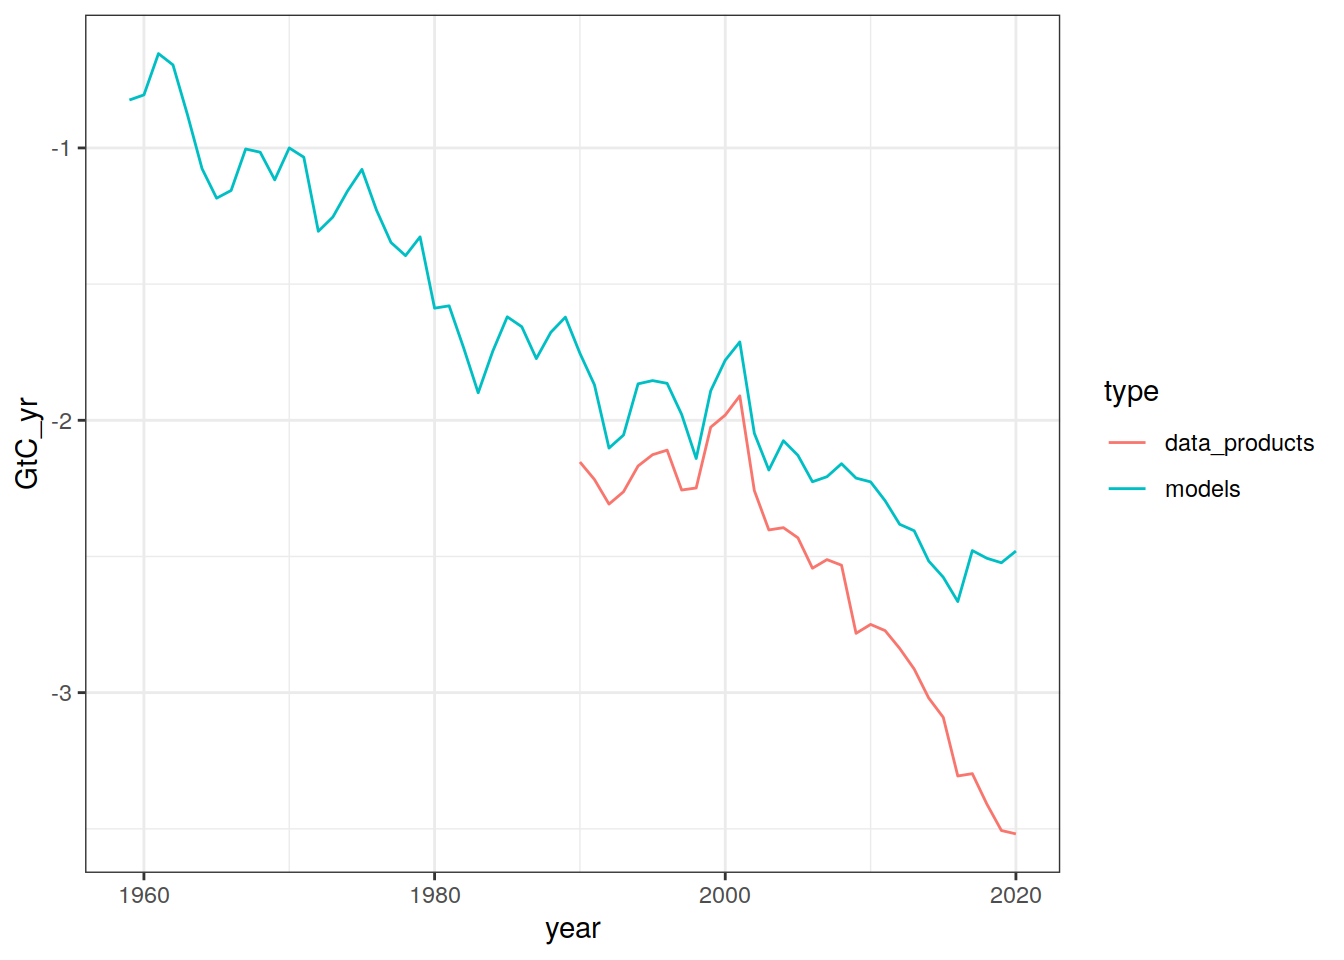 -1
-2
-3
GtC_yr
1960
1980
2000
2020
year
type
data_products
models